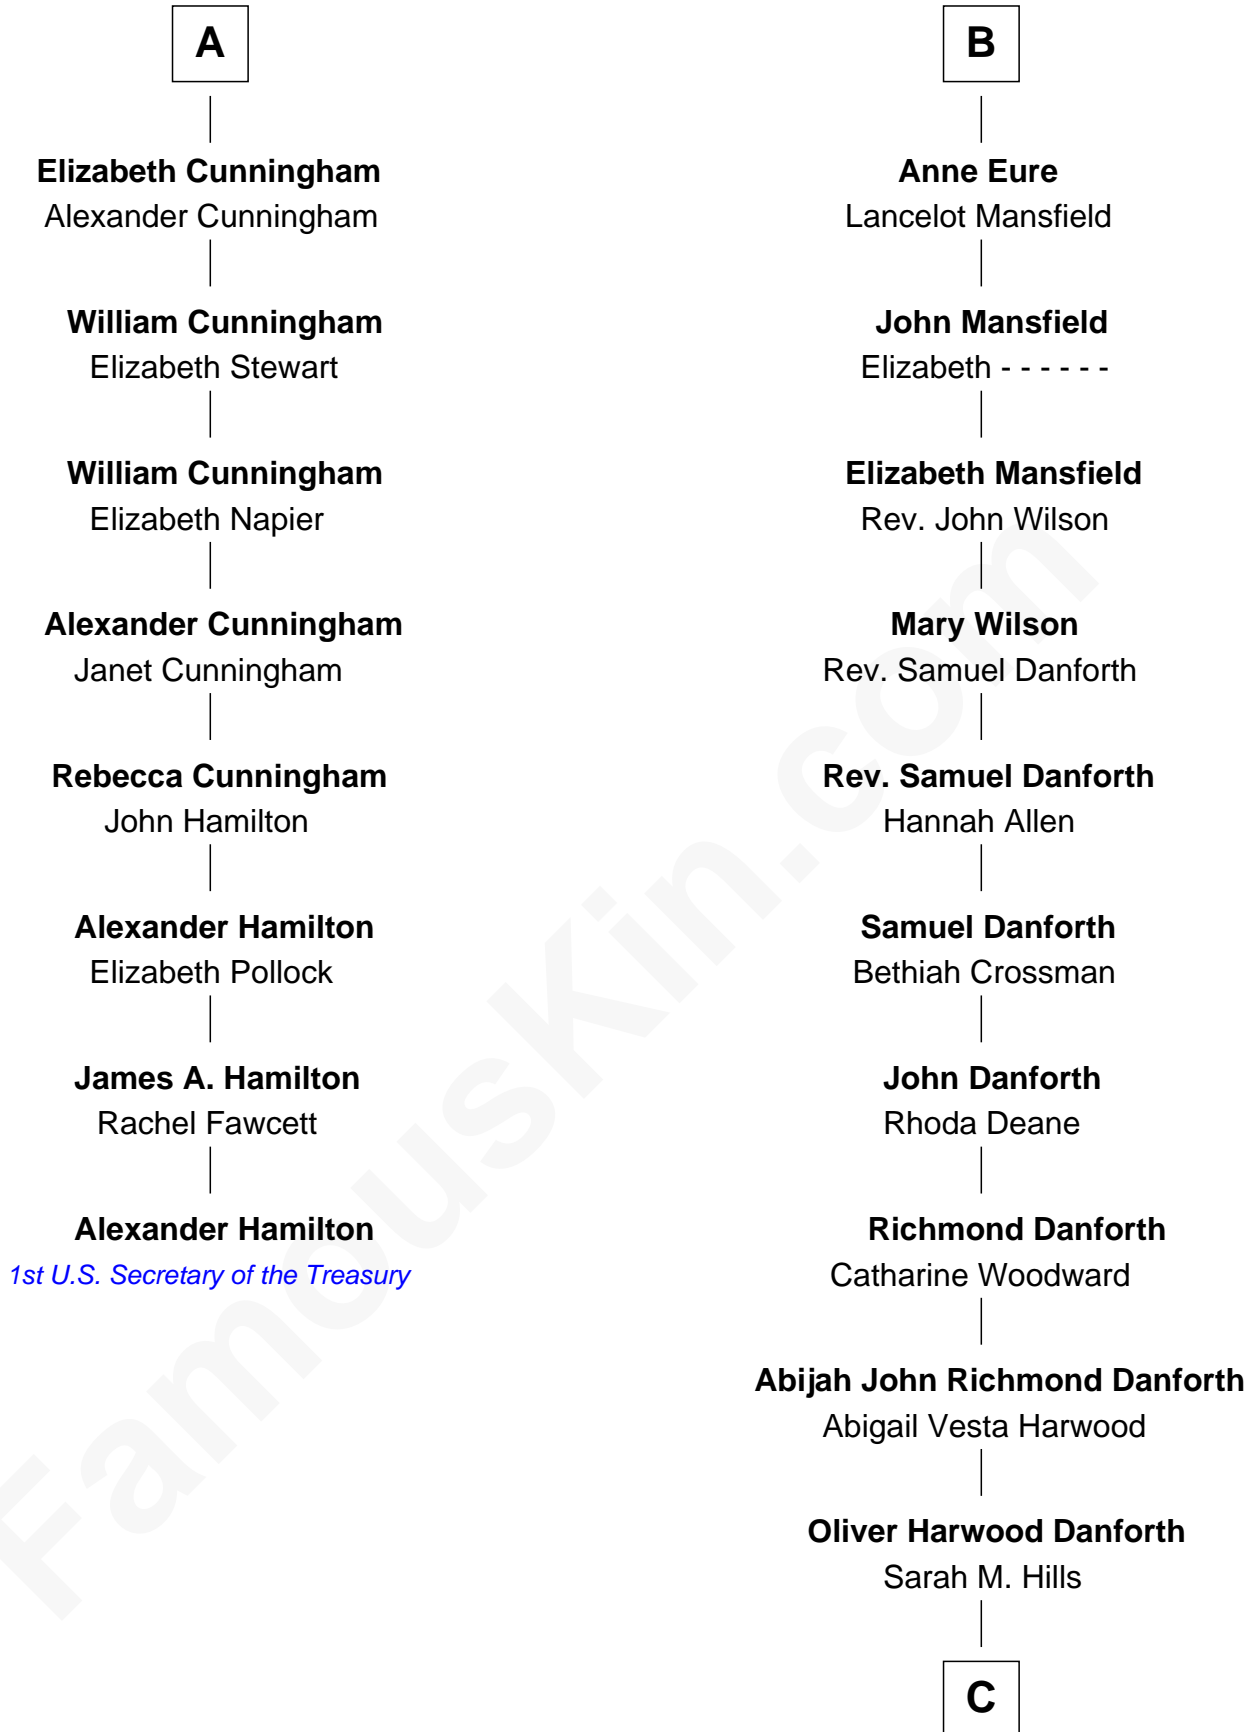 A
Elizabeth Cunningham
Alexander Cunningham
William Cunningham
Elizabeth Stewart
William Cunningham
Elizabeth Napier
Alexander Cunningham
Janet Cunningham
Rebecca Cunningham
John Hamilton
Alexander Hamilton
Elizabeth Pollock
James A. Hamilton
Rachel Fawcett
Alexander Hamilton
1st U.S. Secretary of the Treasury
B
Anne Eure
Lancelot Mansfield
John Mansfield
Elizabeth - - - - - -
Elizabeth Mansfield
Rev. John Wilson
Mary Wilson
Rev. Samuel Danforth
Rev. Samuel Danforth
Hannah Allen
Samuel Danforth
Bethiah Crossman
John Danforth
Rhoda Deane
Richmond Danforth
Catharine Woodward
Abijah John Richmond Danforth
Abigail Vesta Harwood
Oliver Harwood Danforth
Sarah M. Hills
C
FamousKin.com